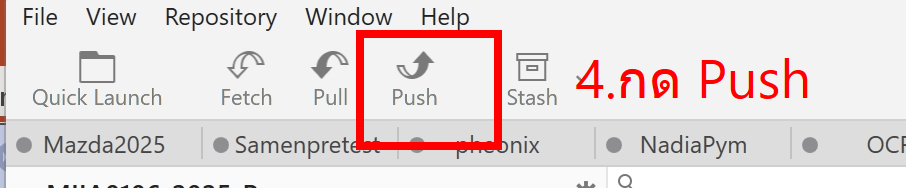 File View Repository Window Help
Quick Launch Fetch Pull Push Stash 4.กด Push
Mazda2025 Samenpretest pheonix NadiaPym OCR